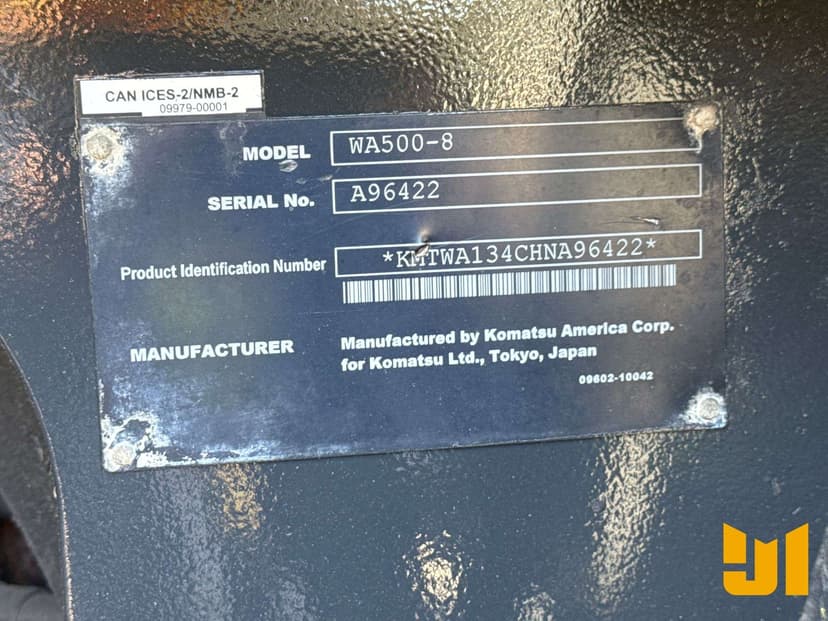 CAN ICES-2/NMB-2
09979-00001
MODEL WA500-8
SERIAL No. A96422
Product Identification Number *KMTWA134CHNA96422*
MANUFACTURER Manufactured by Komatsu America Corp.
for Komatsu Ltd., Tokyo, Japan
09602-10042